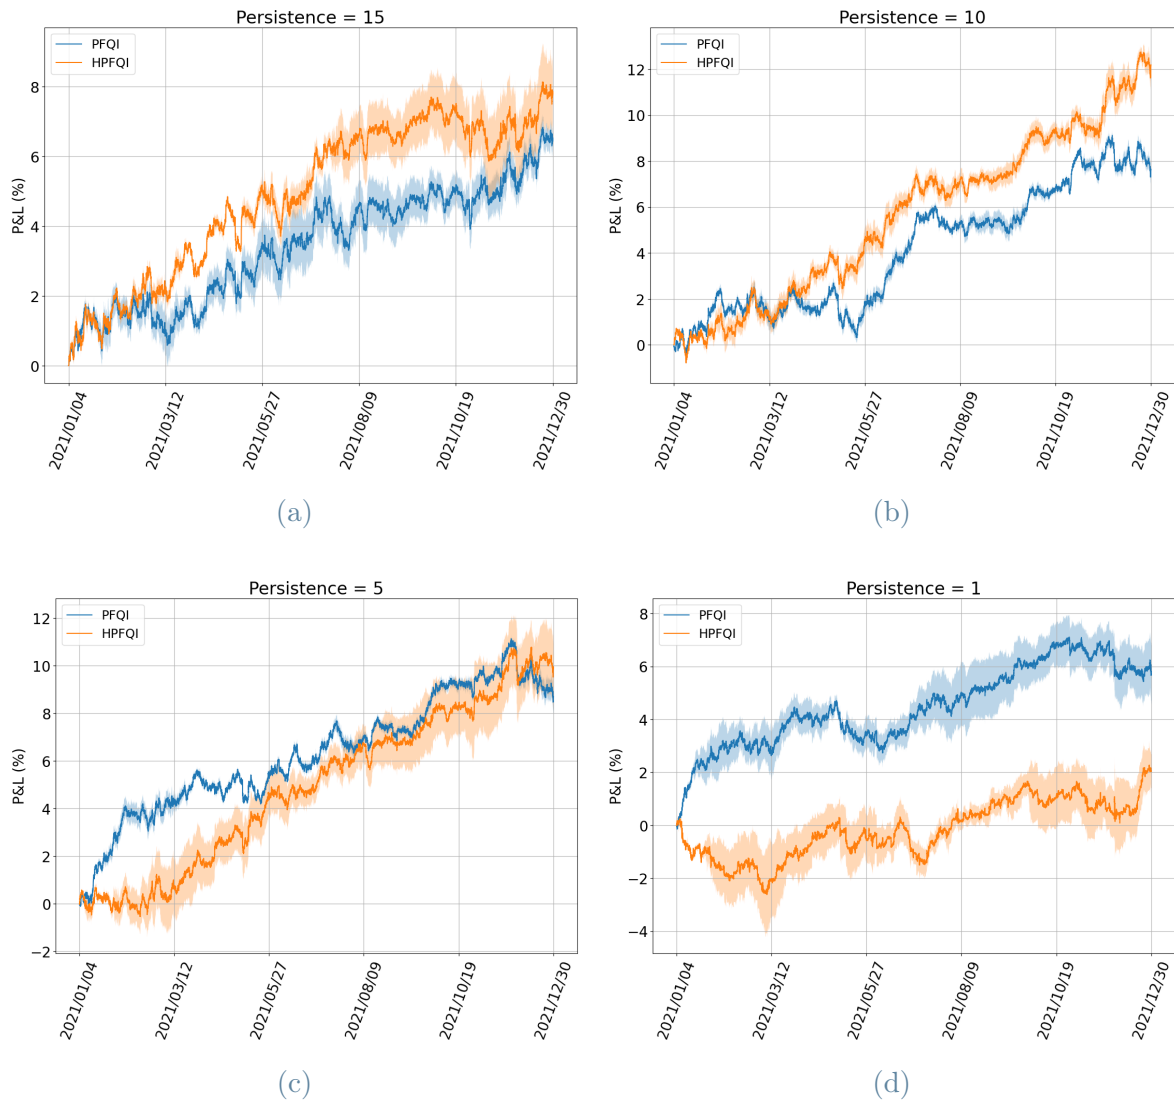 Persistence = 15
PFQI
HPFQI
P&L (%)
8
6
4
2
0
2021/01/04
2021/03/12
2021/05/27
2021/08/09
2021/10/19
2021/12/30
(a)
Persistence = 10
PFQI
HPFQI
P&L (%)
12
10
8
6
4
2
0
2021/01/04
2021/03/12
2021/05/27
2021/08/09
2021/10/19
2021/12/30
(b)
Persistence = 5
PFQI
HPFQI
P&L (%)
12
10
8
6
4
2
0
−2
2021/01/04
2021/03/12
2021/05/27
2021/08/09
2021/10/19
2021/12/30
(c)
Persistence = 1
PFQI
HPFQI
P&L (%)
8
6
4
2
0
−2
−4
2021/01/04
2021/03/12
2021/05/27
2021/08/09
2021/10/19
2021/12/30
(d)